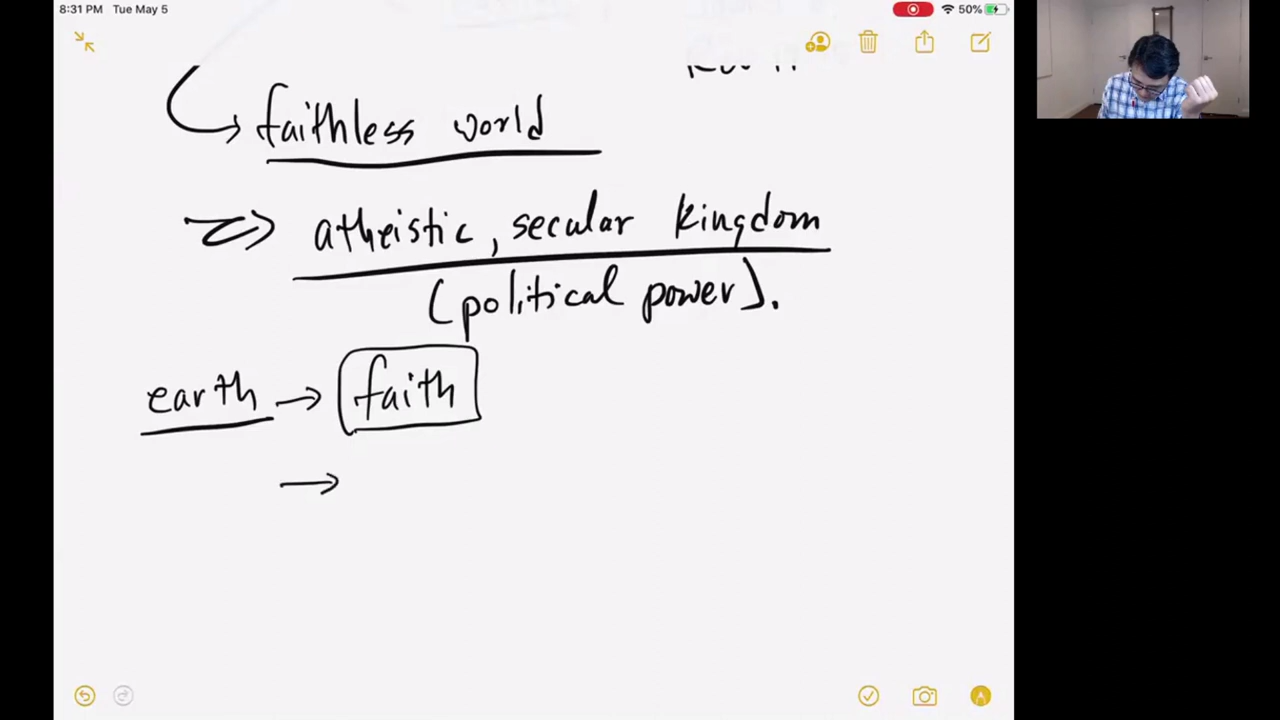 8:31 PM Tue May 5 50%
faithless world
⇒ atheistic, secular kingdom
(political power).
earth → faith
→